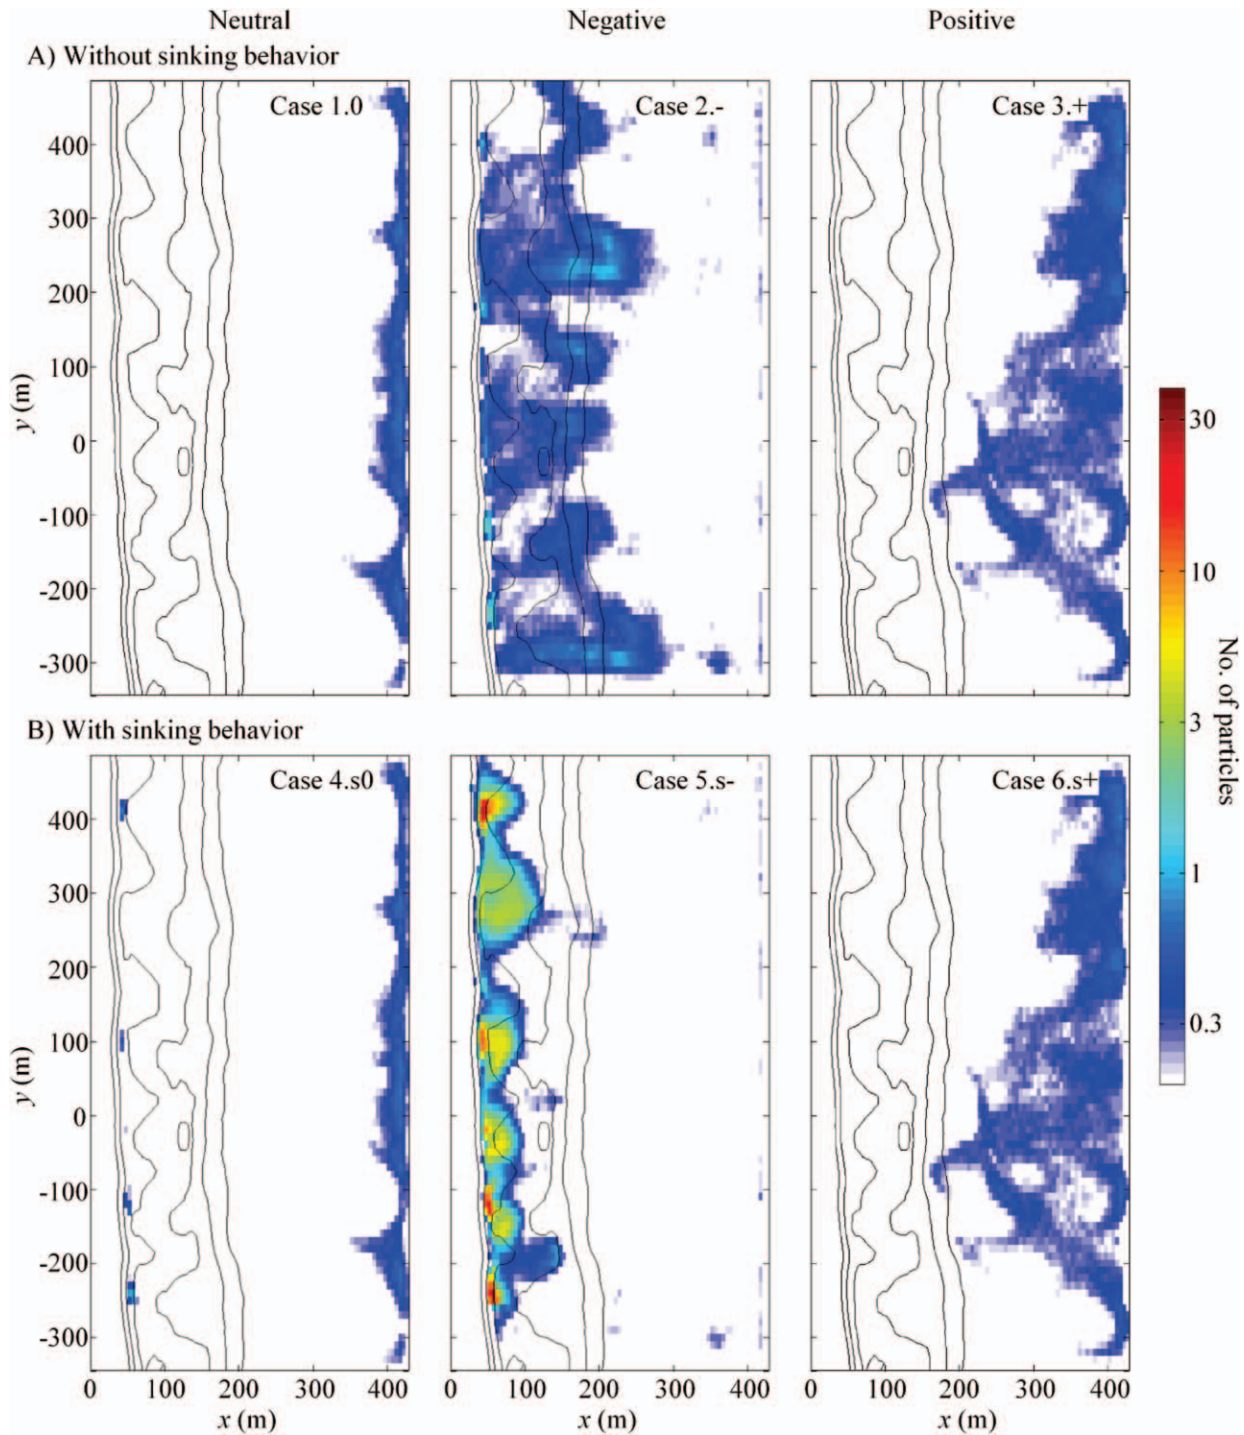 Neutral Negative Positive
A) Without sinking behavior
Case 1.0 Case 2.- Case 3.+
400
300
200
100
0
-100
-200
-300
y (m)
B) With sinking behavior
Case 4.s0 Case 5.s- Case 6.s+
400
300
200
100
0
-100
-200
-300
y (m)
0 100 200 300 400 0 100 200 300 400 0 100 200 300 400
x (m) x (m) x (m)
30
10
3
1
0.3
No. of particles